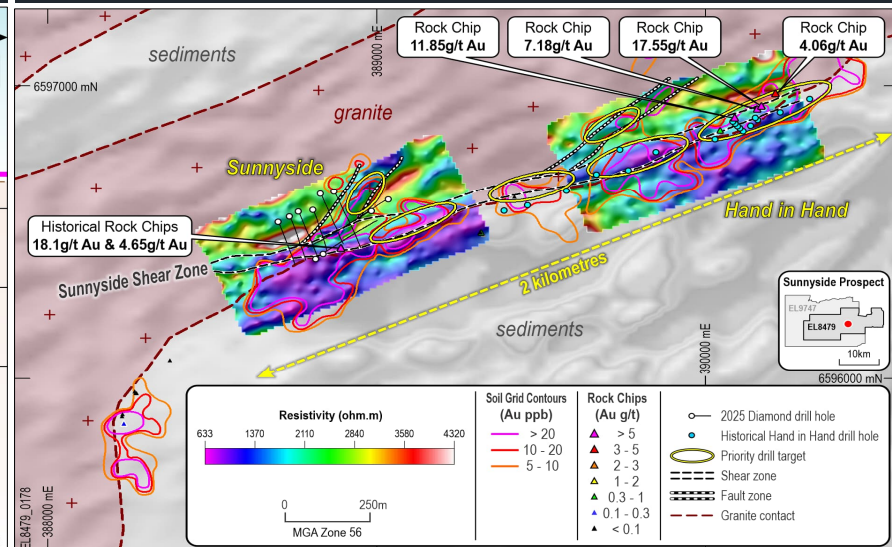 Rock Chip
11.85g/t Au
Rock Chip
7.18g/t Au
Rock Chip
17.55g/t Au
Rock Chip
4.06g/t Au
389000 mE
sediments
6597000 mN
granite
Sunnyside
Historical Rock Chips
18.1g/t Au & 4.65g/t Au
Sunnyside Shear Zone
Hand in Hand
2 kilometres
sediments
Sunnyside Prospect
EL9747
EL8479
10km
390000 mE
6596000 mN
Resistivity (ohm.m)
633 1370 2110 2840 3580 4320
0 250m
MGA Zone 56
Soil Grid Contours
(Au ppb)
> 20
10 - 20
5 - 10
Rock Chips
(Au g/t)
> 5
3 - 5
2 - 3
1 - 2
0.3 - 1
0.1 - 0.3
< 0.1
2025 Diamond drill hole
Historical Hand in Hand drill hole
Priority drill target
Shear zone
Fault zone
Granite contact
EL8479_0178
388000 mE